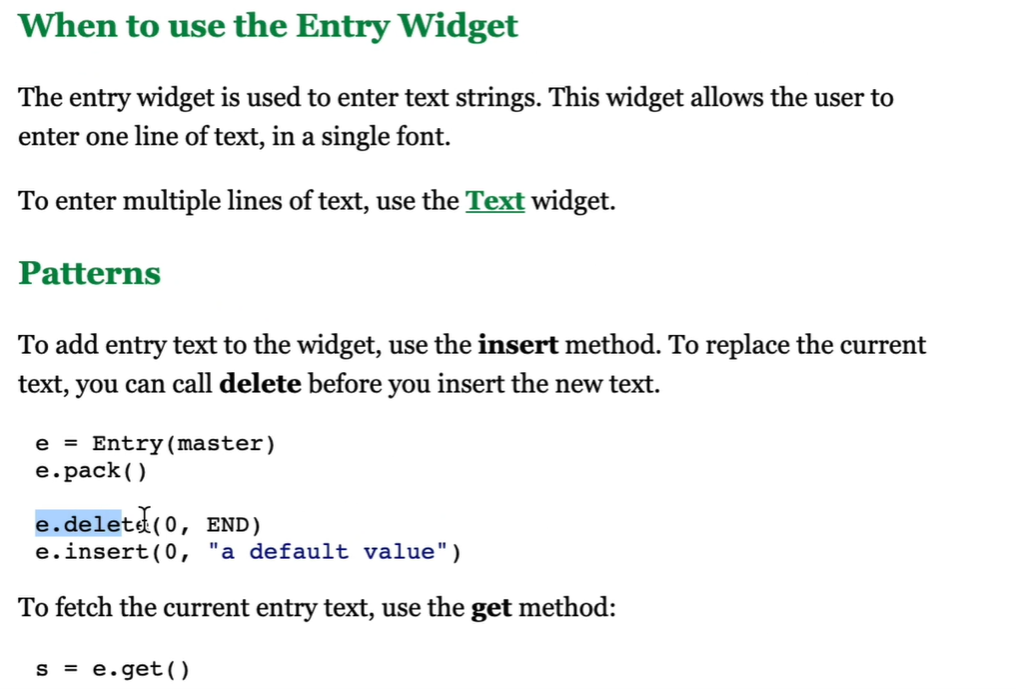 When to use the Entry Widget
The entry widget is used to enter text strings. This widget allows the user to
enter one line of text, in a single font.
To enter multiple lines of text, use the Text widget.
Patterns
To add entry text to the widget, use the insert method. To replace the current
text, you can call delete before you insert the new text.
e = Entry(master)
e.pack()
e.delete(0, END)
e.insert(0, "a default value")
To fetch the current entry text, use the get method:
s = e.get()